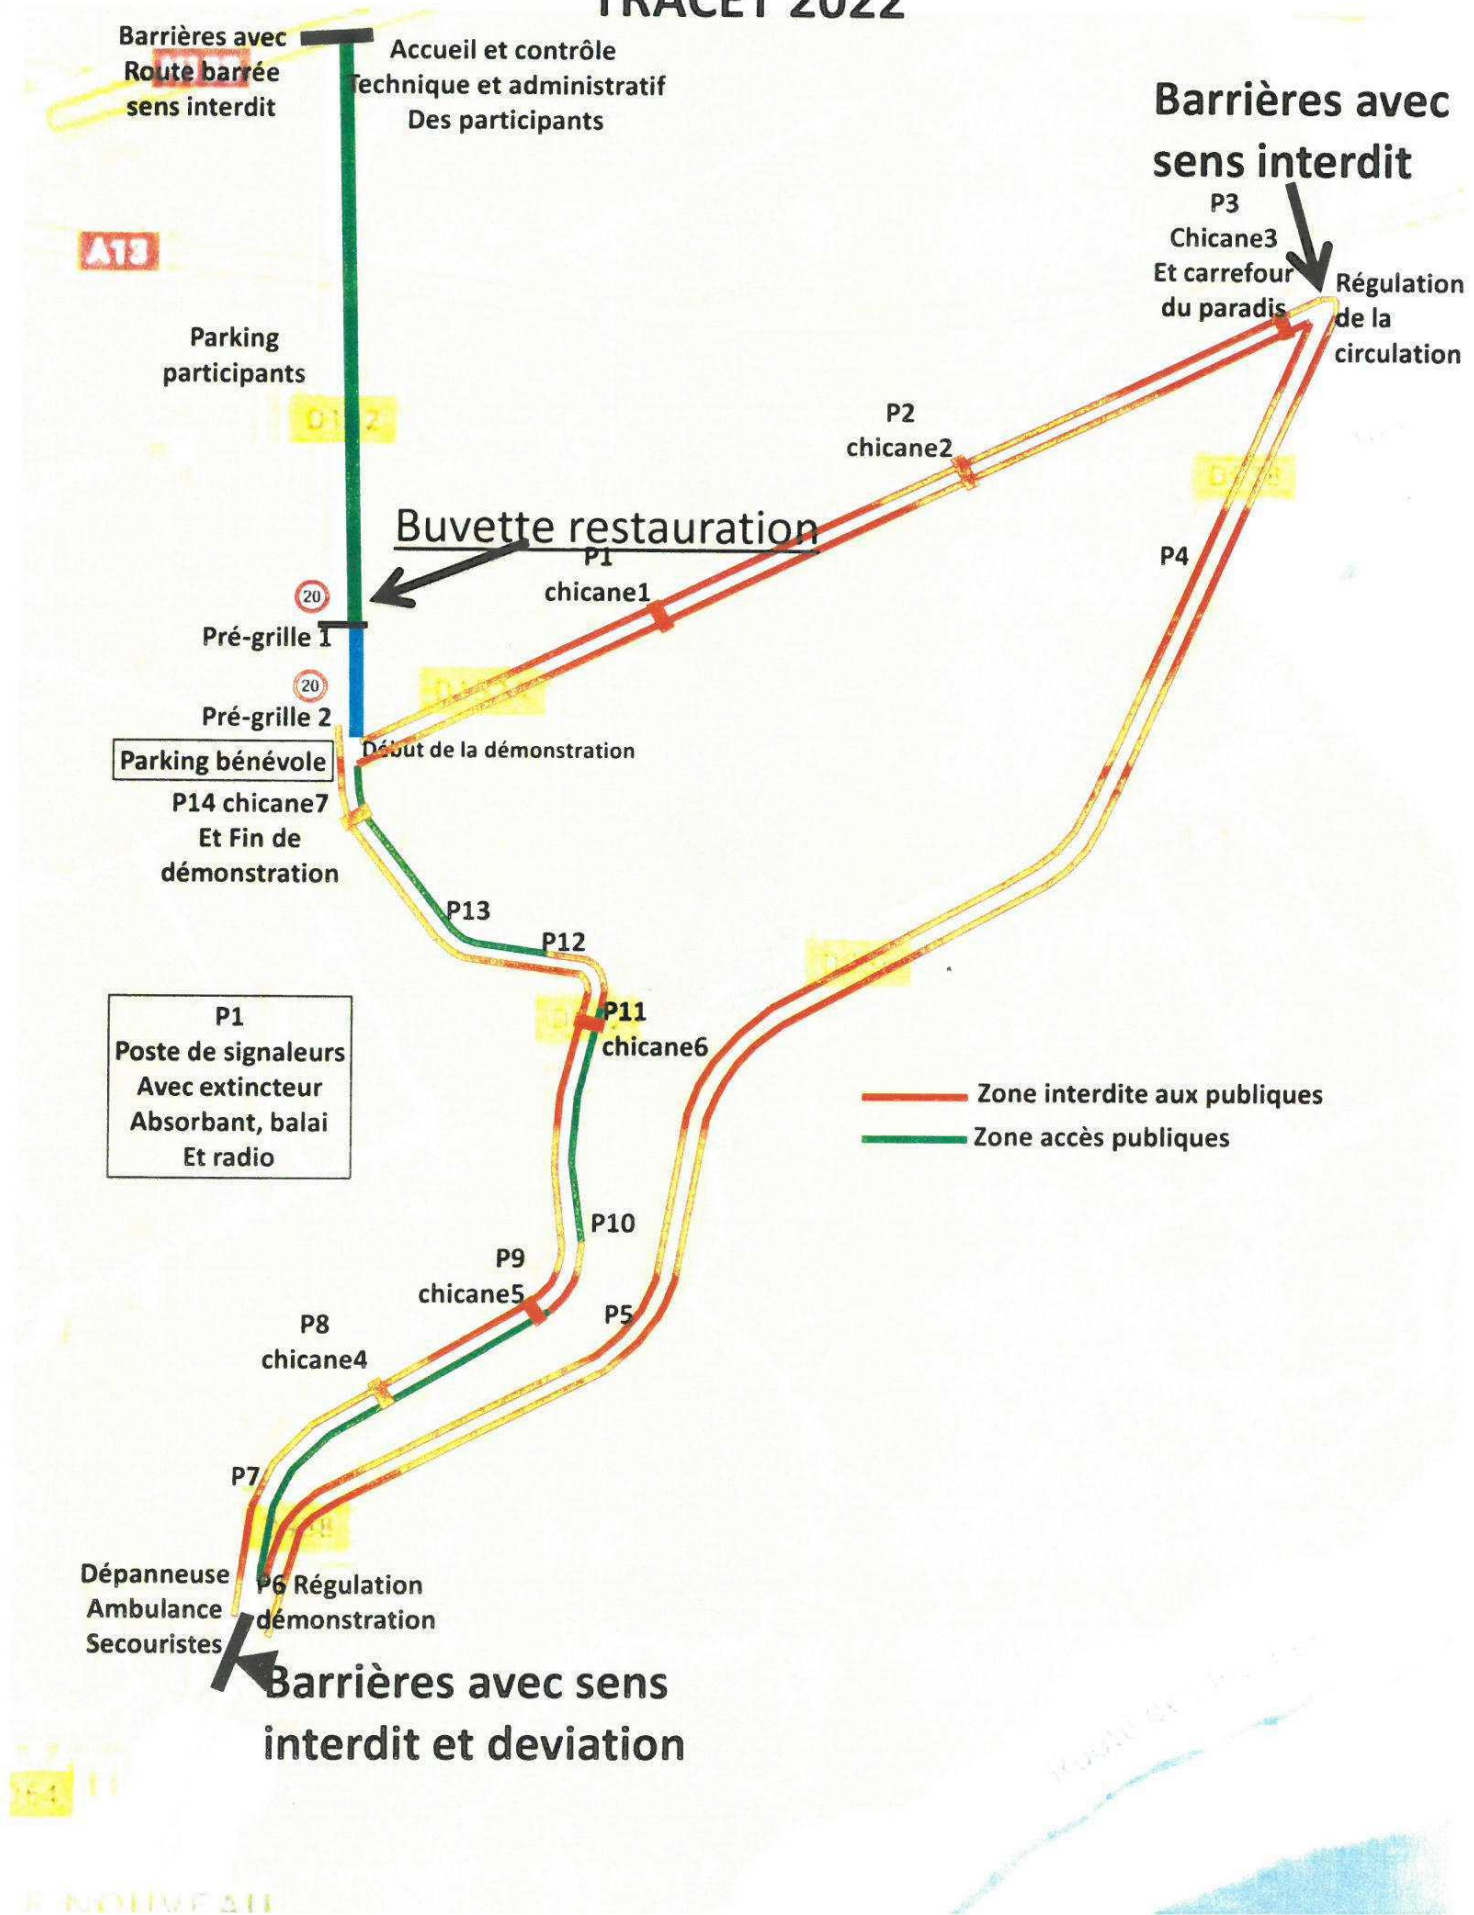 TRACET 2022
Barrières avec
Route barrée
sens interdit
Accueil et contrôle
Technique et administratif
Des participants
Barrières avec
sens interdit
P3
Chicane3
Et carrefour
du paradis
Régulation
de la
circulation
A13
Parking
participants
P2
chicane2
Buvette restauration
P1
chicane1
P4
20
Pré-grille 1
20
Pré-grille 2
Parking bénévole
Début de la démonstration
P14 chicane7
Et Fin de
démonstration
P13
P12
P11
chicane6
P1
Poste de signaleurs
Avec extincteur
Absorbant, balai
Et radio
Zone interdite aux publiques
Zone accès publiques
P10
P9
chicane5
P5
P8
chicane4
P7
Dépanneuse
Ambulance
Secouristes
P6 Régulation
démonstration
Barrières avec sens
interdit et deviation
NOUVEAU